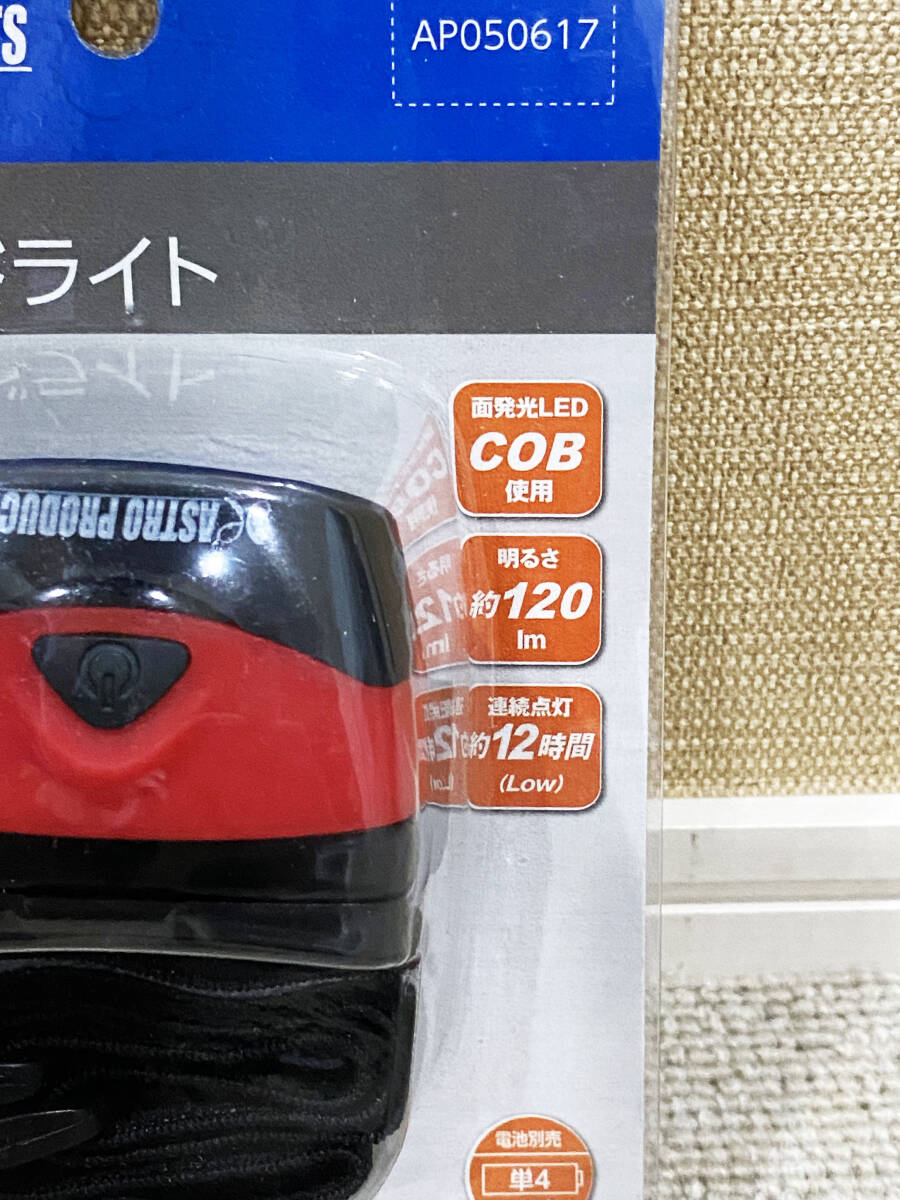 TS
AP050617
ドライト
面発光LED
COB
使用
ASTRO PRODUC
明るさ
約120
lm
連続点灯
約12時間
(Low)
電池別売
単4